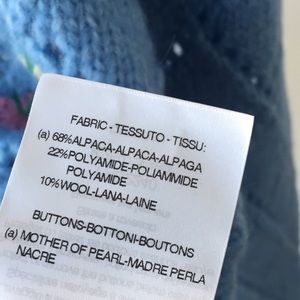 FABRIC - TESSUTO - TISSU:
(a) 68%ALPACA-ALPACA-ALPAGA
22%POLYAMIDE-POLIAMMIDE
POLYAMIDE
10%WOOL-LANA-LAINE
BUTTONS-BOTTONI-BOUTONS
(a) MOTHER OF PEARL-MADRE PERLA
NACRE